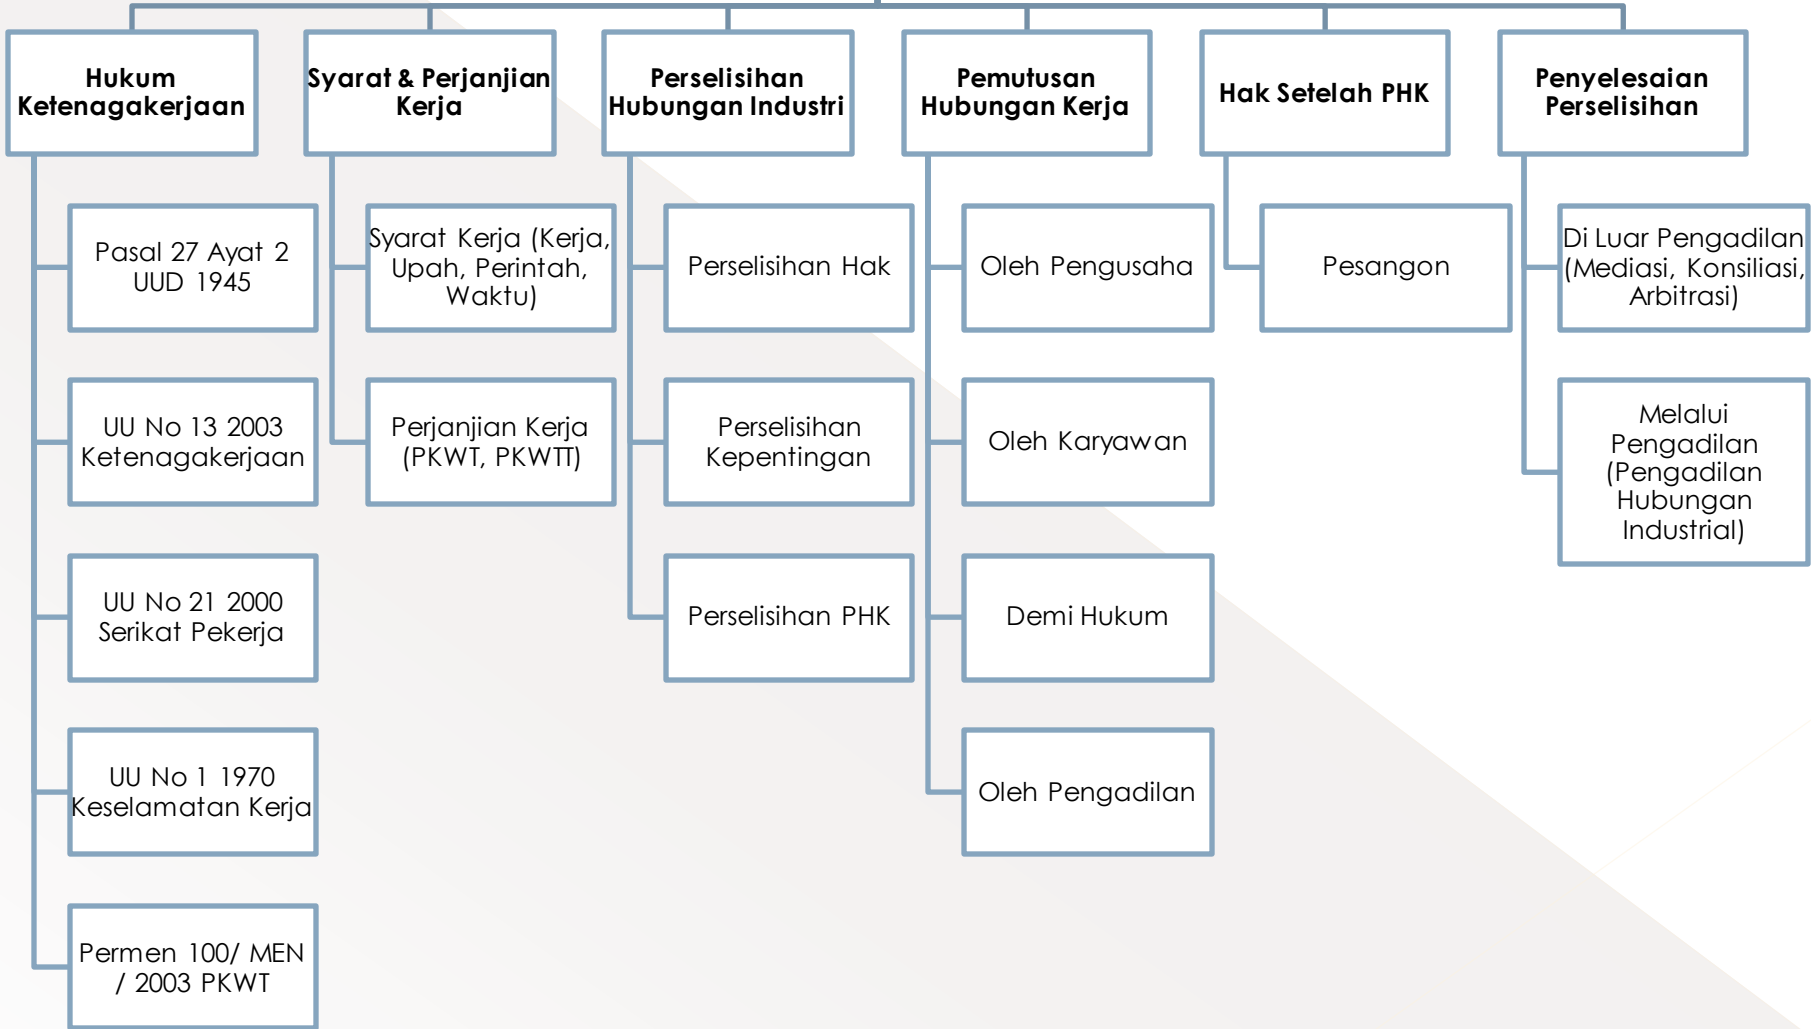 Hukum
Ketenagakerjaan
Pasal 27 Ayat 2
UUD 1945
UU No 13 2003
Ketenagakerjaan
UU No 21 2000
Serikat Pekerja
UU No 1 1970
Keselamatan Kerja
Permen 100/ MEN
/ 2003 PKWT
Syarat & Perjanjian
Kerja
Syarat Kerja (Kerja,
Upah, Perintah,
Waktu)
Perjanjian Kerja
(PKWT, PKWTT)
Perselisihan
Hubungan Industri
Perselisihan Hak
Perselisihan
Kepentingan
Perselisihan PHK
Pemutusan
Hubungan Kerja
Oleh Pengusaha
Oleh Karyawan
Demi Hukum
Oleh Pengadilan
Hak Setelah PHK
Pesangon
Penyelesaian
Perselisihan
Di Luar Pengadilan
(Mediasi, Konsiliasi,
Arbitrasi)
Melalui
Pengadilan
(Pengadilan
Hubungan
Industrial)